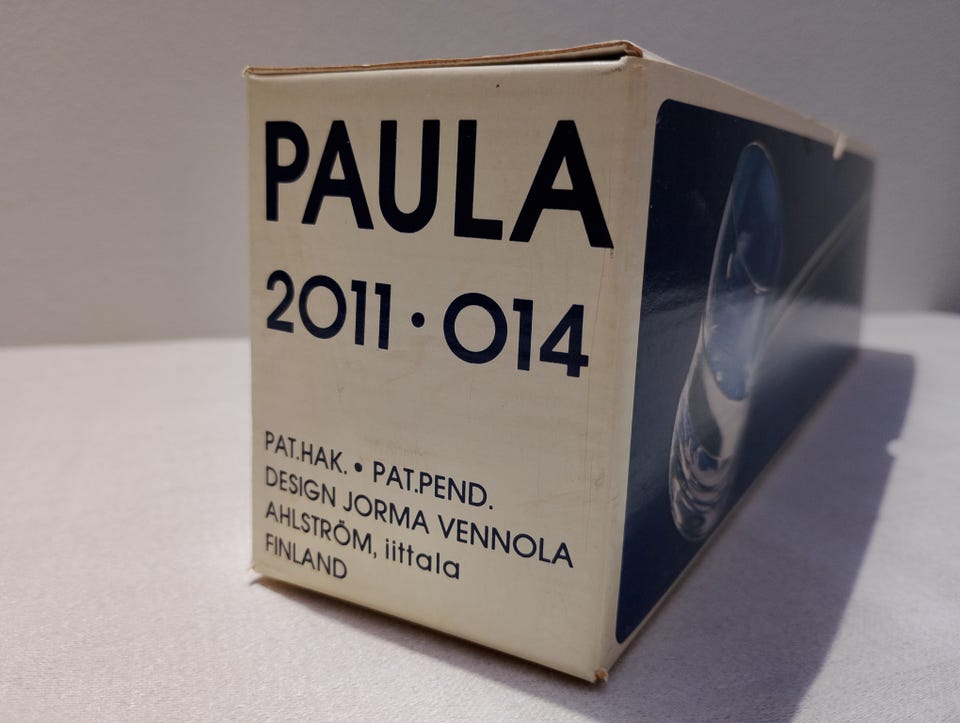 PAULA
2011·014
PAT.HAK. • PAT.PEND.
DESIGN JORMA VENNOLA
AHLSTRÖM, iittala
FINLAND